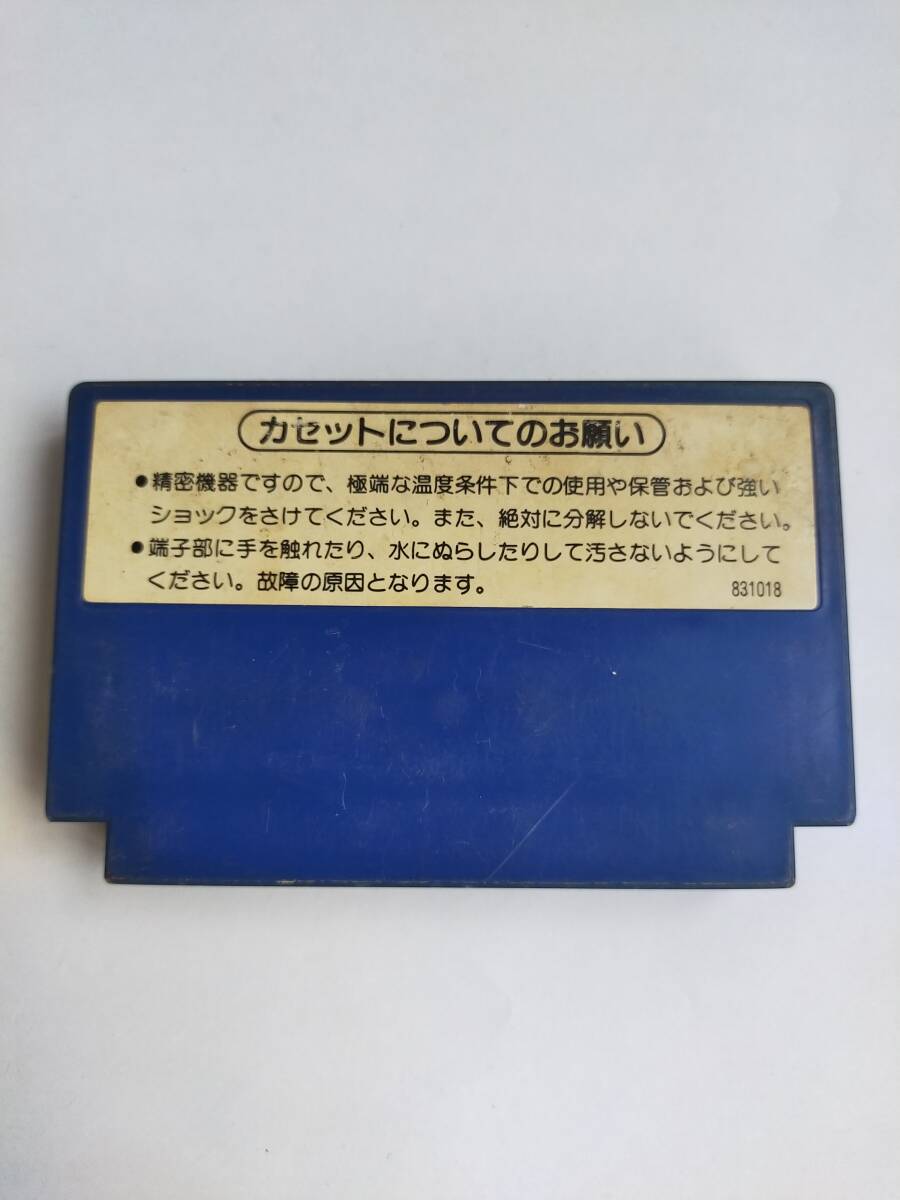 カセットについてのお願い
●精密機器ですので、極端な温度条件下での使用や保管および強い
ショックをさけてください。また、絶対に分解しないでください。
●端子部に手を触れたり、水にぬらしたりして汚さないようにして
ください。故障の原因となります。
831018